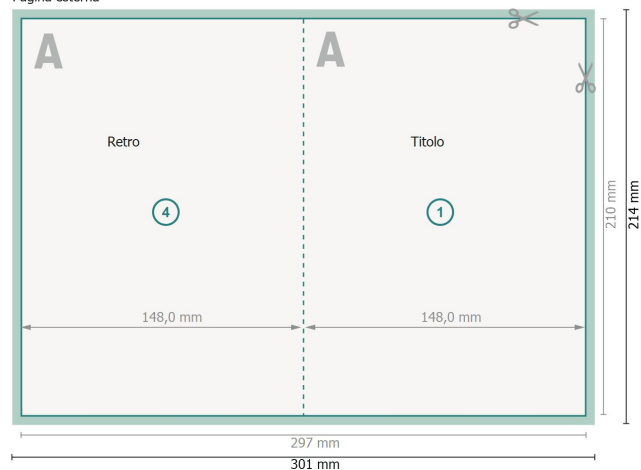 Pagina esterna
A
A
Retro
Titolo
4
1
148,0 mm
148,0 mm
210 mm
214 mm
297 mm
301 mm